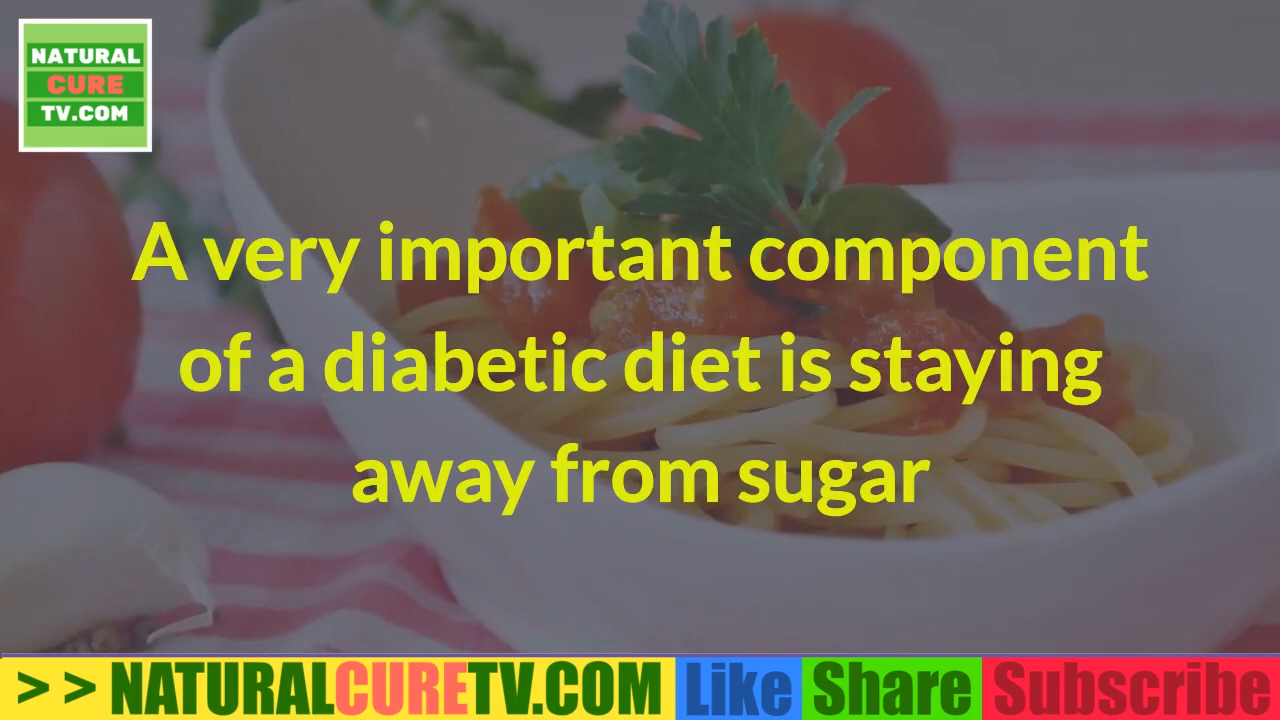 NATURAL
CURE
TV.COM
A very important component
of a diabetic diet is staying
away from sugar
> > NATURALCURETV.COM Like Share Subscribe